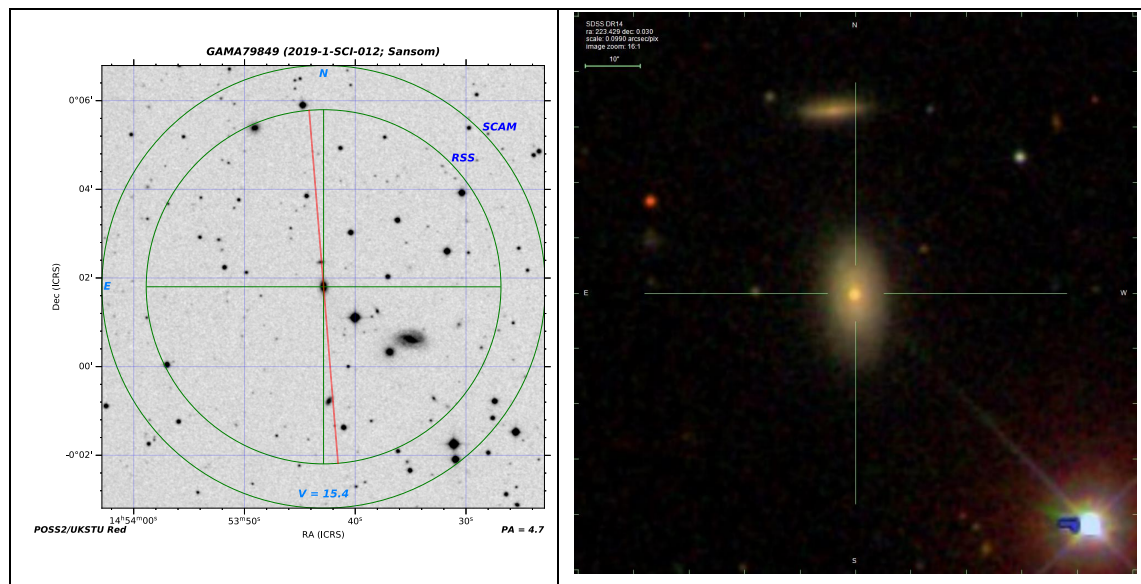 GAMA79849 (2019-1-SCI-012; Sansom)
N
SCAM
RSS
E
0°06'
04'
02'
00'
-0°02'
Dec (ICRS)
V = 15.4
14ʰ54ᵐ00ˢ
53ᵐ50ˢ
40ˢ
30ˢ
RA (ICRS)
POSS2/UKSTU Red
PA = 4.7
SDSS DR14
ra: 223.429 dec: 0.030
scale: 0.0990 arcsec/pix
image zoom: 16:1
10"
N
E
W
S